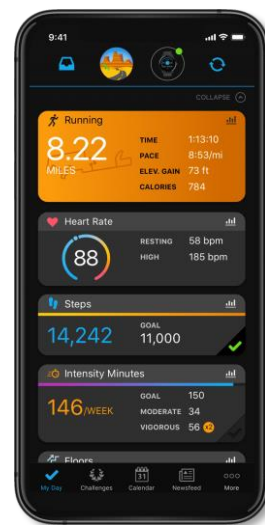 9:41
COLLAPSE
Running
8.22
MILES
TIME 1:13:10
PACE 8:53/mi
ELEV. GAIN 73 ft
CALORIES 784
Heart Rate
88
RESTING 58 bpm
HIGH 185 bpm
Steps
14,242
GOAL
11,000
Intensity Minutes
146/WEEK
GOAL 150
MODERATE 34
VIGOROUS 56 x2
Floors
31
My Day Challenges Calendar Newsfeed More